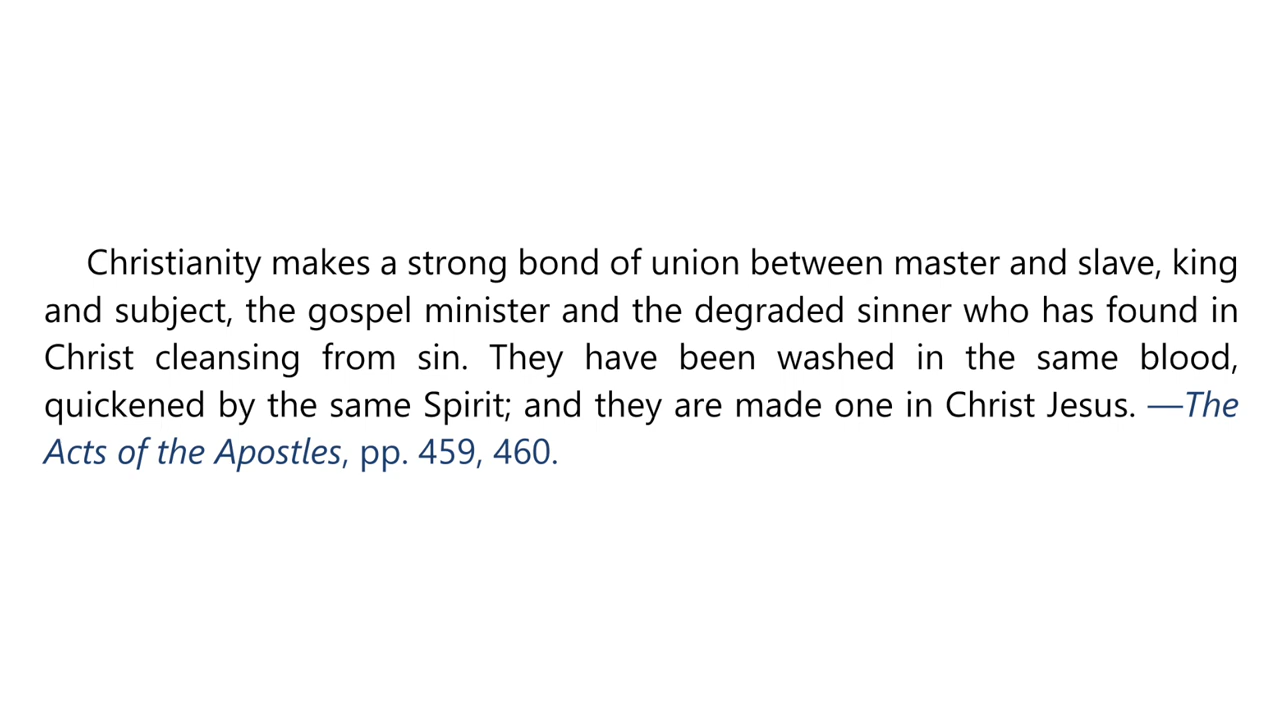 Christianity makes a strong bond of union between master and slave, king
and subject, the gospel minister and the degraded sinner who has found in
Christ cleansing from sin. They have been washed in the same blood,
quickened by the same Spirit; and they are made one in Christ Jesus. —The
Acts of the Apostles, pp. 459, 460.